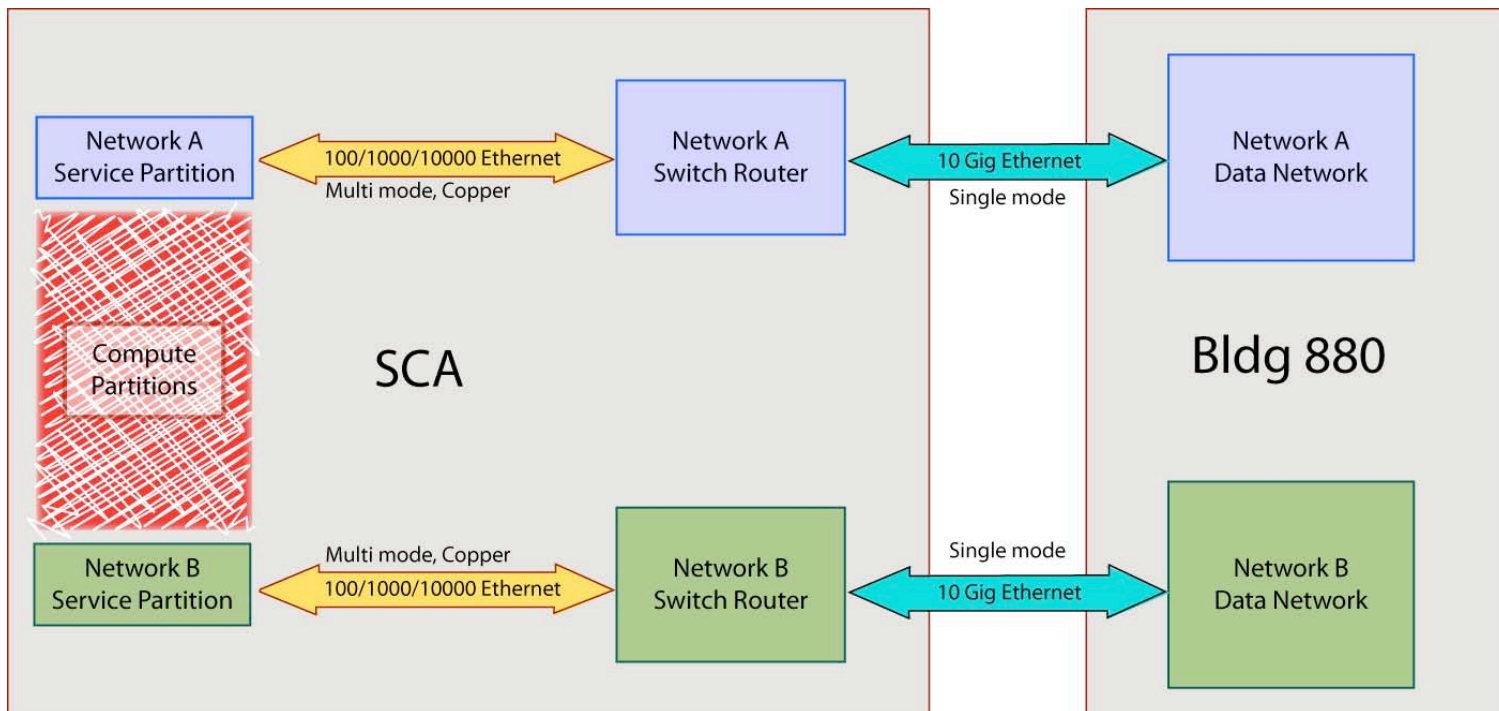 Network A
Service Partition
100/1000/10000 Ethernet
Multi mode, Copper
Network A
Switch Router
10 Gig Ethernet
Single mode
Network A
Data Network
Compute
Partitions
SCA
Bldg 880
Network B
Service Partition
Multi mode, Copper
100/1000/10000 Ethernet
Network B
Switch Router
Single mode
10 Gig Ethernet
Network B
Data Network